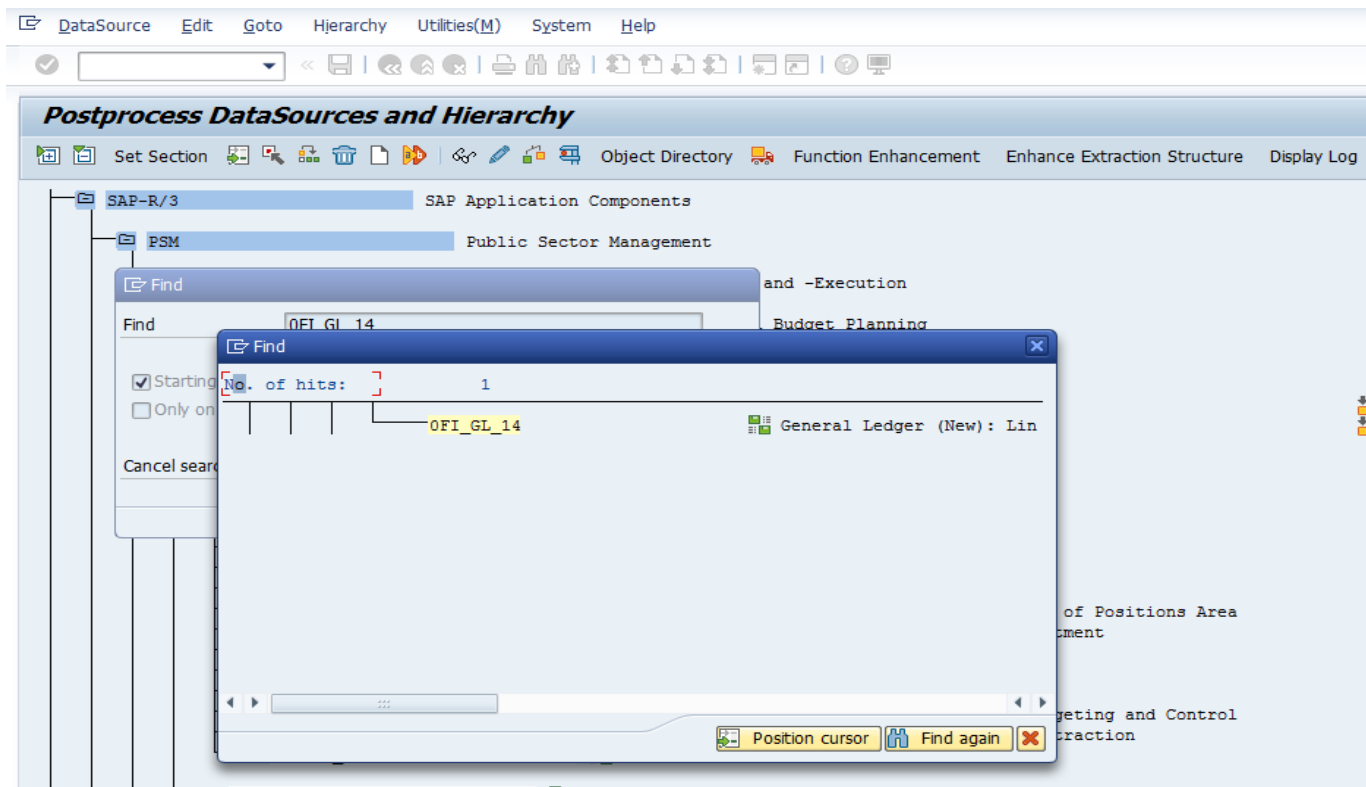 DataSource Edit Goto Hierarchy Utilities(M) System Help
Postprocess DataSources and Hierarchy
Set Section Object Directory Function Enhancement Enhance Extraction Structure Display Log
SAP-R/3 SAP Application Components
PSM Public Sector Management
Find and -Execution
Find 0FI_GL_14 Budget Planning
Find
Starting No. of hits: 1
Only on
0FI_GL_14 General Ledger (New): Lin
Cancel sear
of Positions Area
tment
geting and Control
Position cursor Find again traction